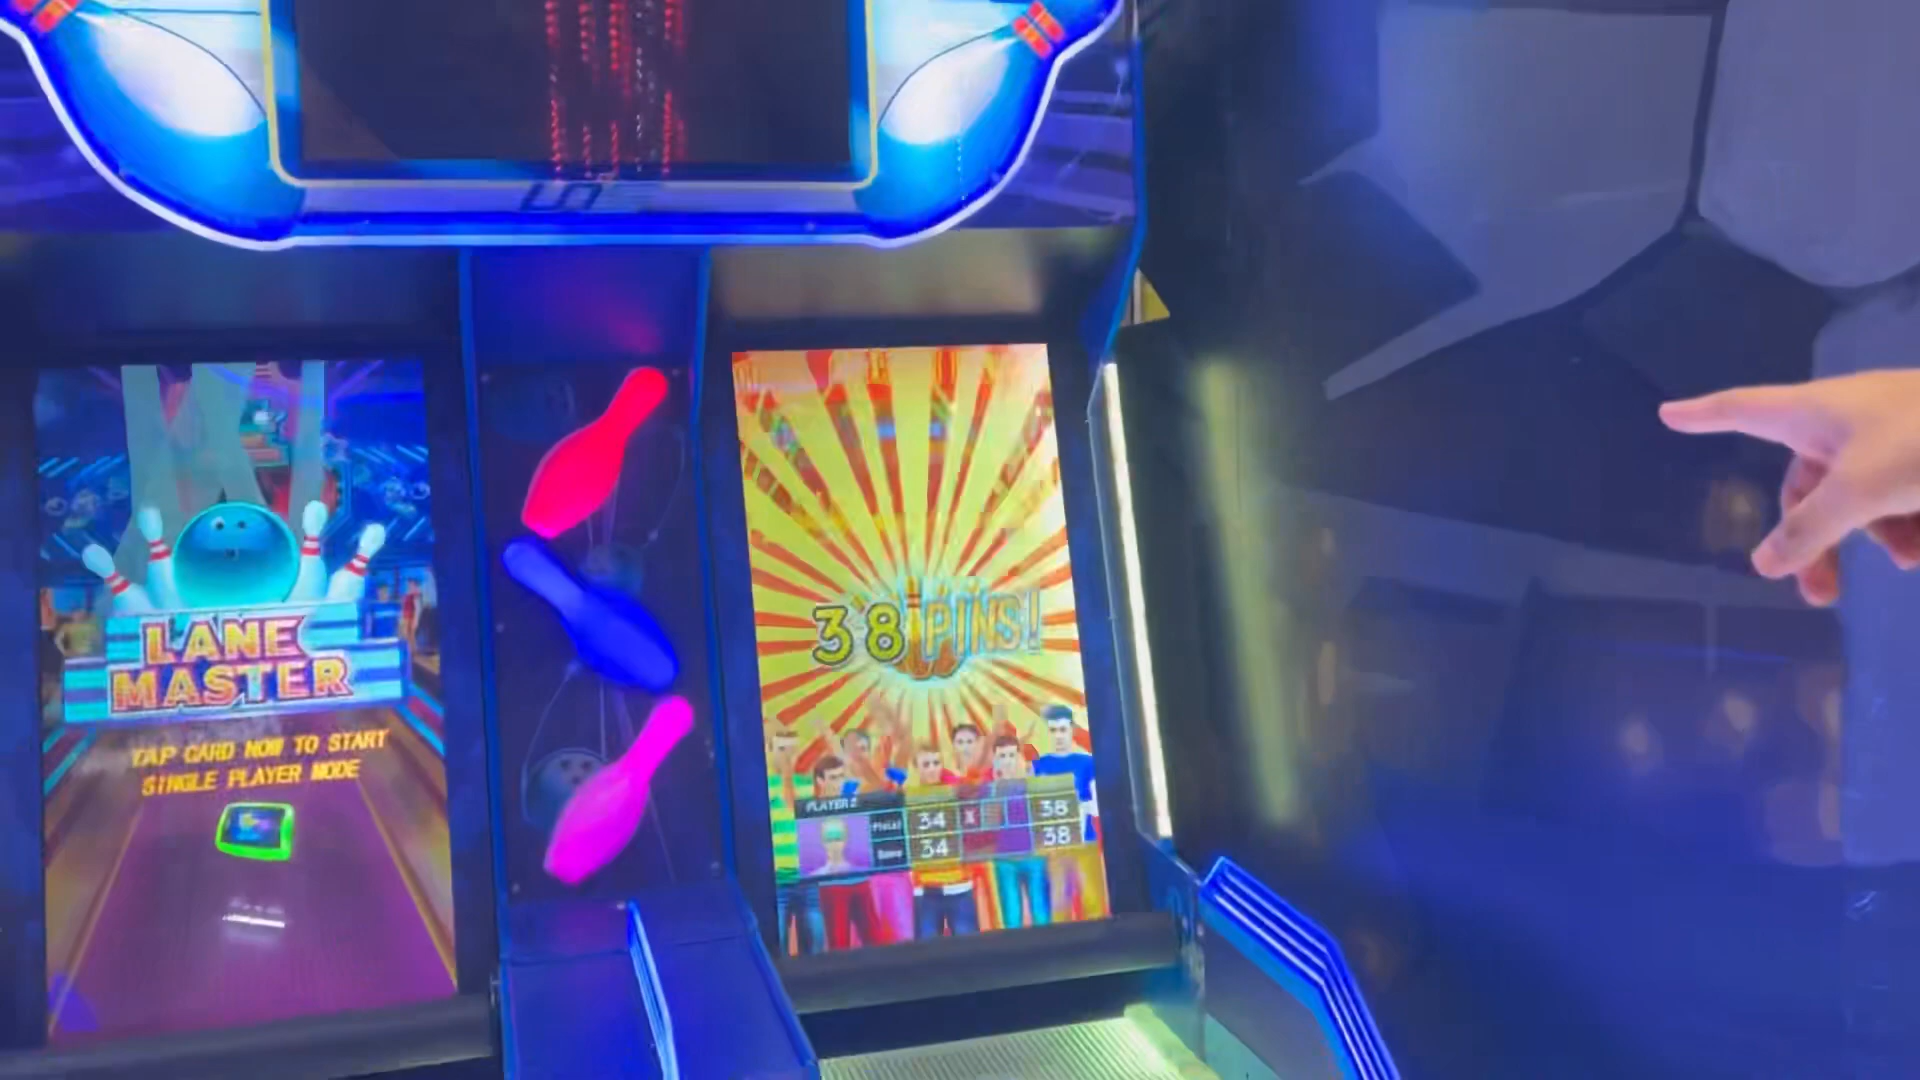 LANE
MASTER
TAP CARD NOW TO START
SINGLE PLAYER MODE
38 PINS!
PLAYER 2
34 X 38
34 38